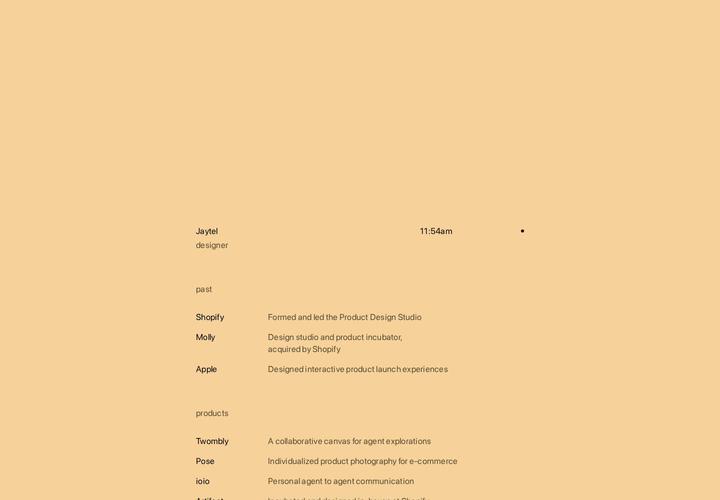 Jaytel 11:54am
designer
past
Shopify Formed and led the Product Design Studio
Molly Design studio and product incubator,
acquired by Shopify
Apple Designed interactive product launch experiences
products
Twombly A collaborative canvas for agent explorations
Pose Individualized product photography for e-commerce
ioio Personal agent to agent communication